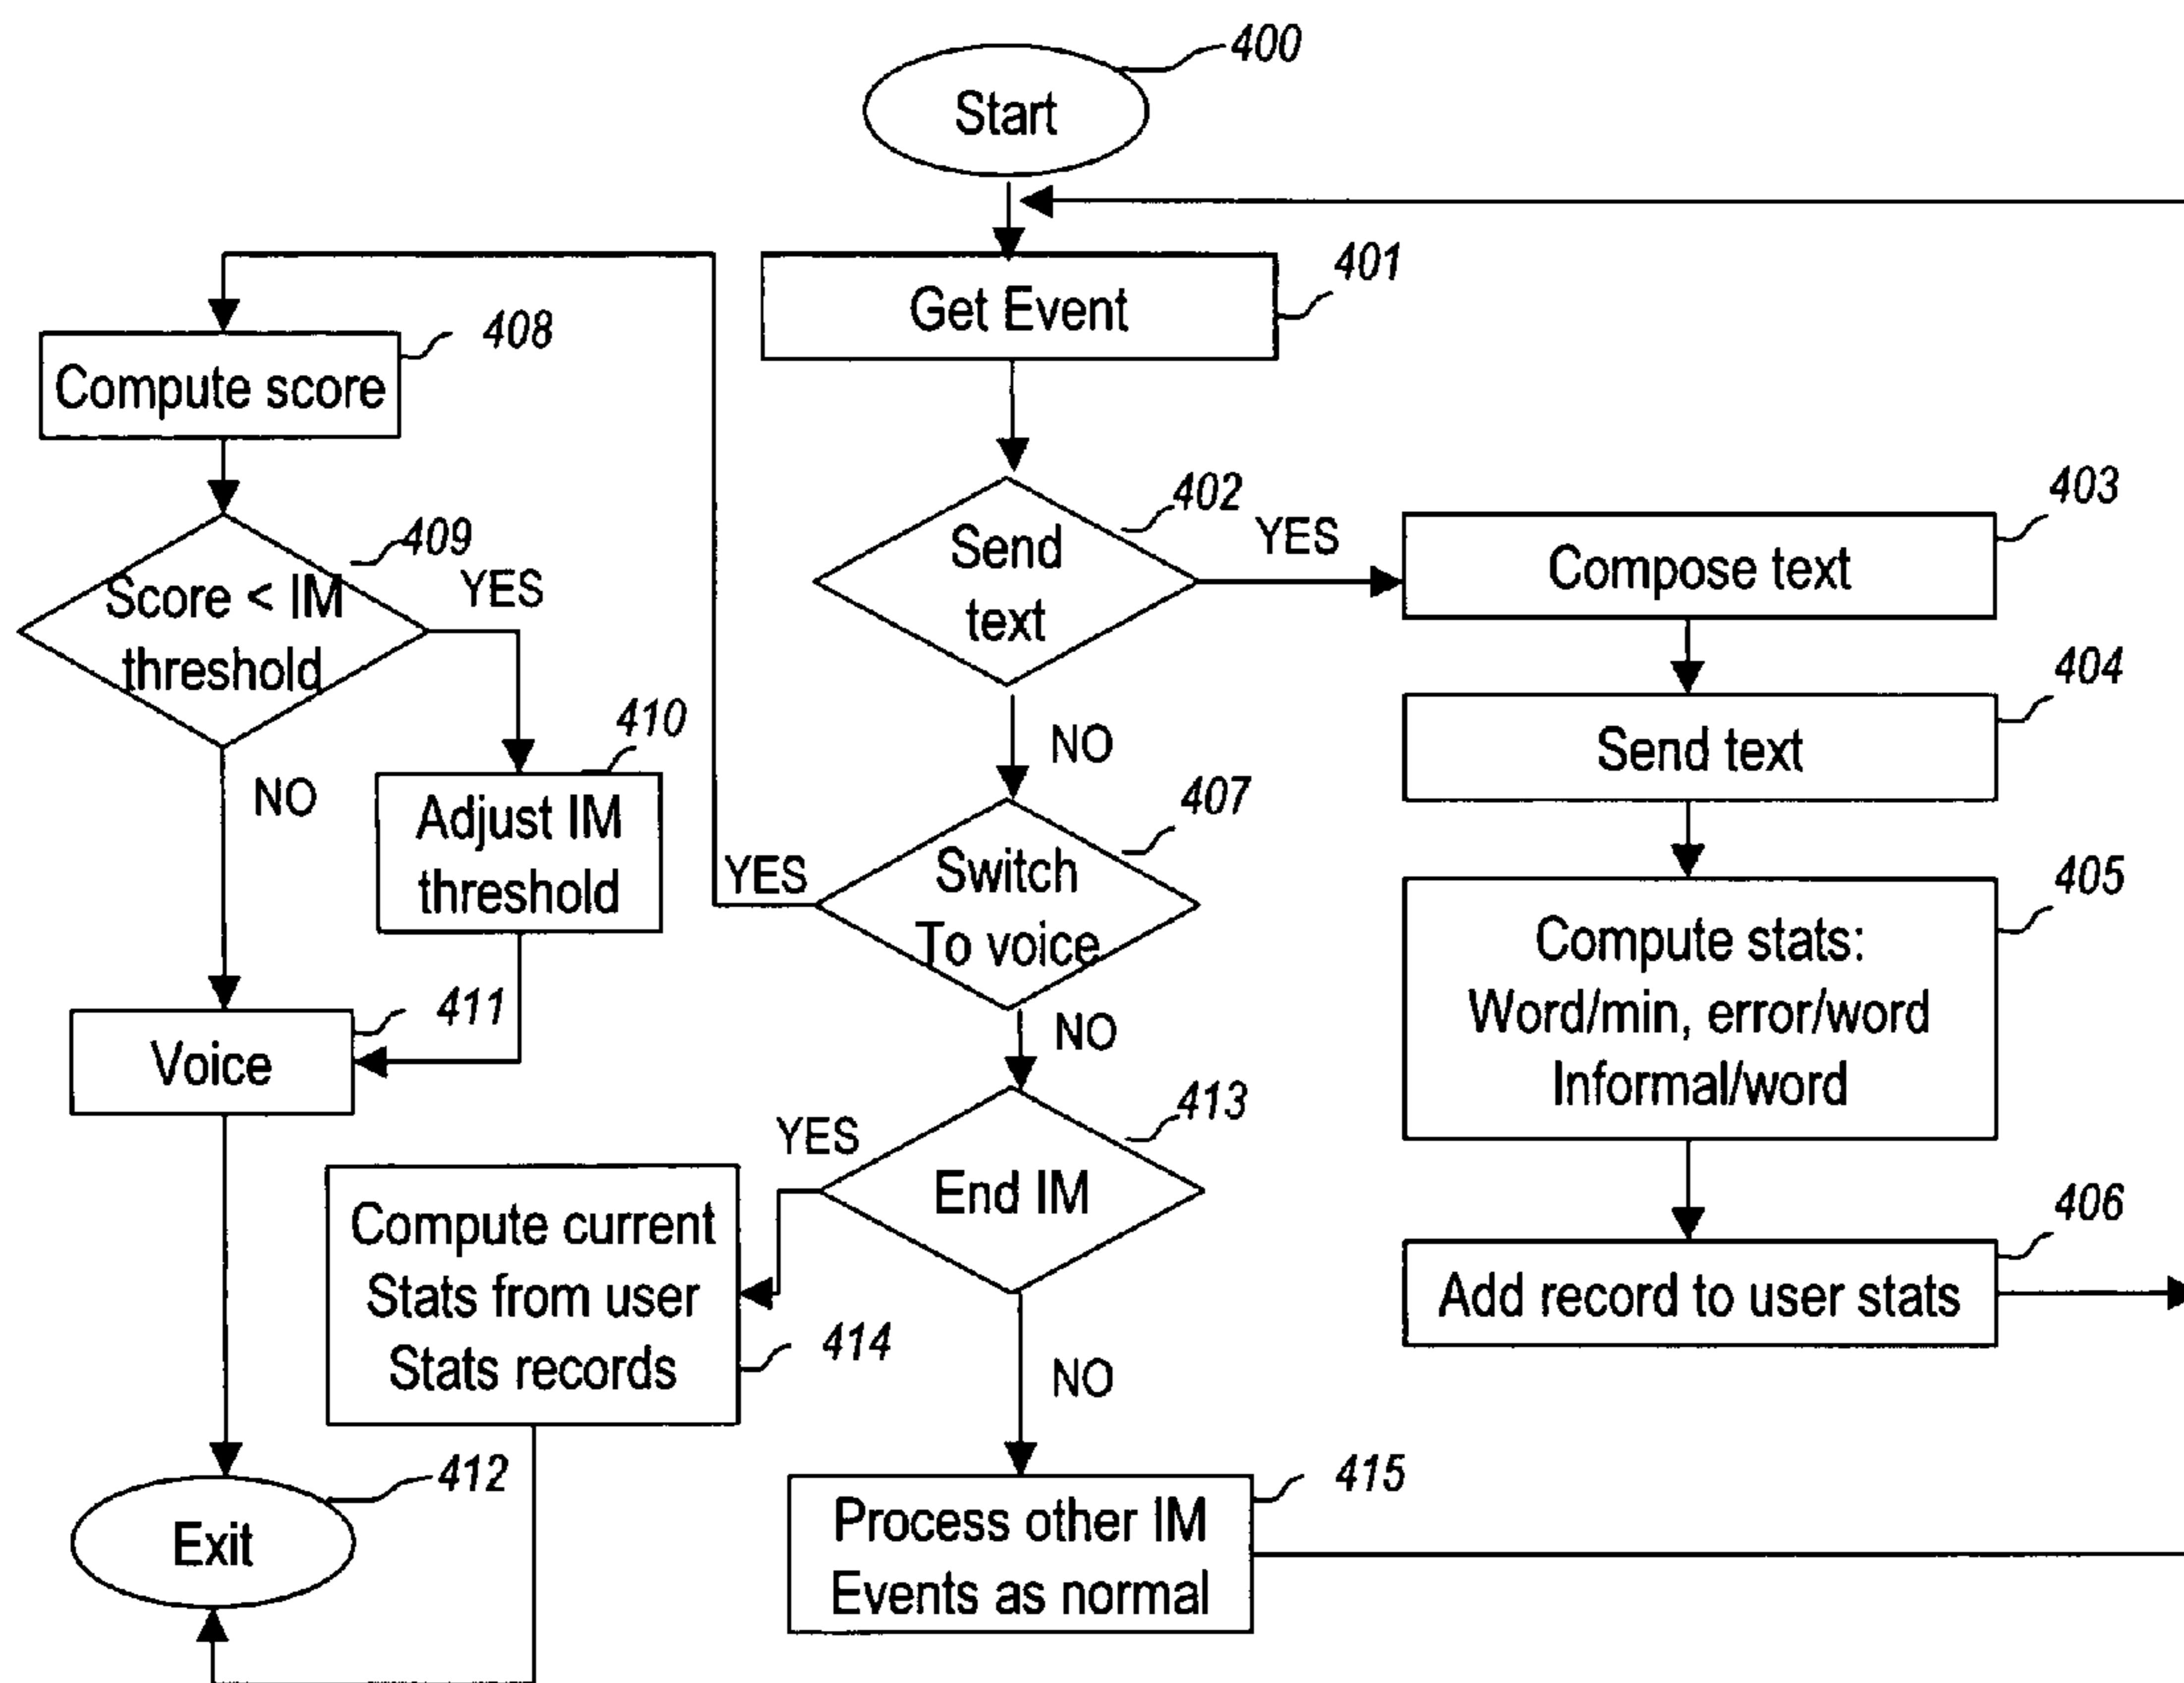 400
Start
401
Get Event
408
Compute score
402
Send
text
YES
403
Compose text
409
Score < IM
threshold
YES
404
Send text
NO
410
Adjust IM
threshold
NO
407
Switch
To voice
YES
405
Compute stats:
Word/min, error/word
Informal/word
411
Voice
NO
413
End IM
YES
406
Add record to user stats
Compute current
Stats from user
Stats records
414
NO
412
Exit
415
Process other IM
Events as normal